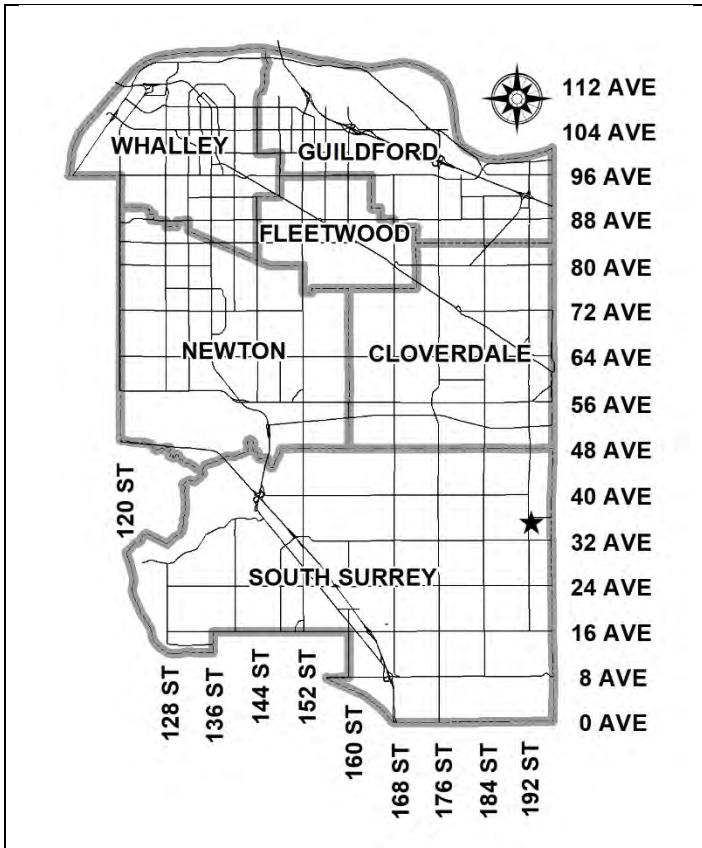 112 AVE
104 AVE
WHALLEY
GUILDFORD
96 AVE
88 AVE
FLEETWOOD
80 AVE
72 AVE
NEWTON
CLOVERDALE
64 AVE
56 AVE
48 AVE
120 ST
40 AVE
32 AVE
SOUTH SURREY
24 AVE
16 AVE
8 AVE
0 AVE
128 ST
136 ST
144 ST
152 ST
160 ST
168 ST
176 ST
184 ST
192 ST